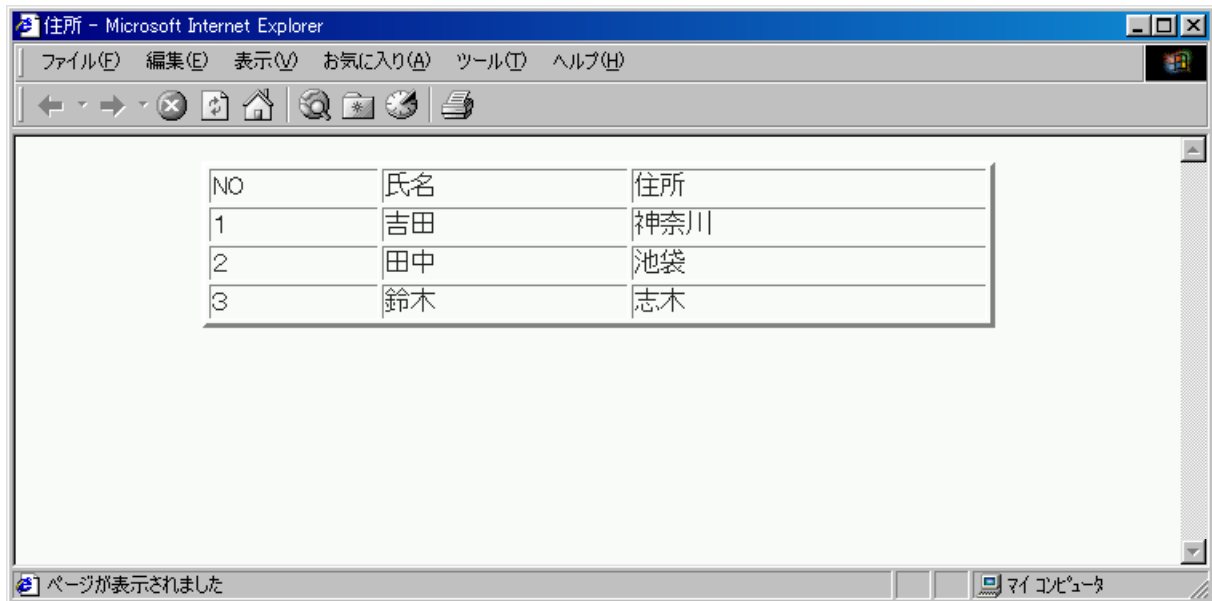 住所 - Microsoft Internet Explorer
ファイル(F) 編集(E) 表示(V) お気に入り(A) ツール(T) ヘルプ(H)
NO 氏名 住所
1 吉田 神奈川
2 田中 池袋
3 鈴木 志木
ページが表示されました マイ コンピュータ